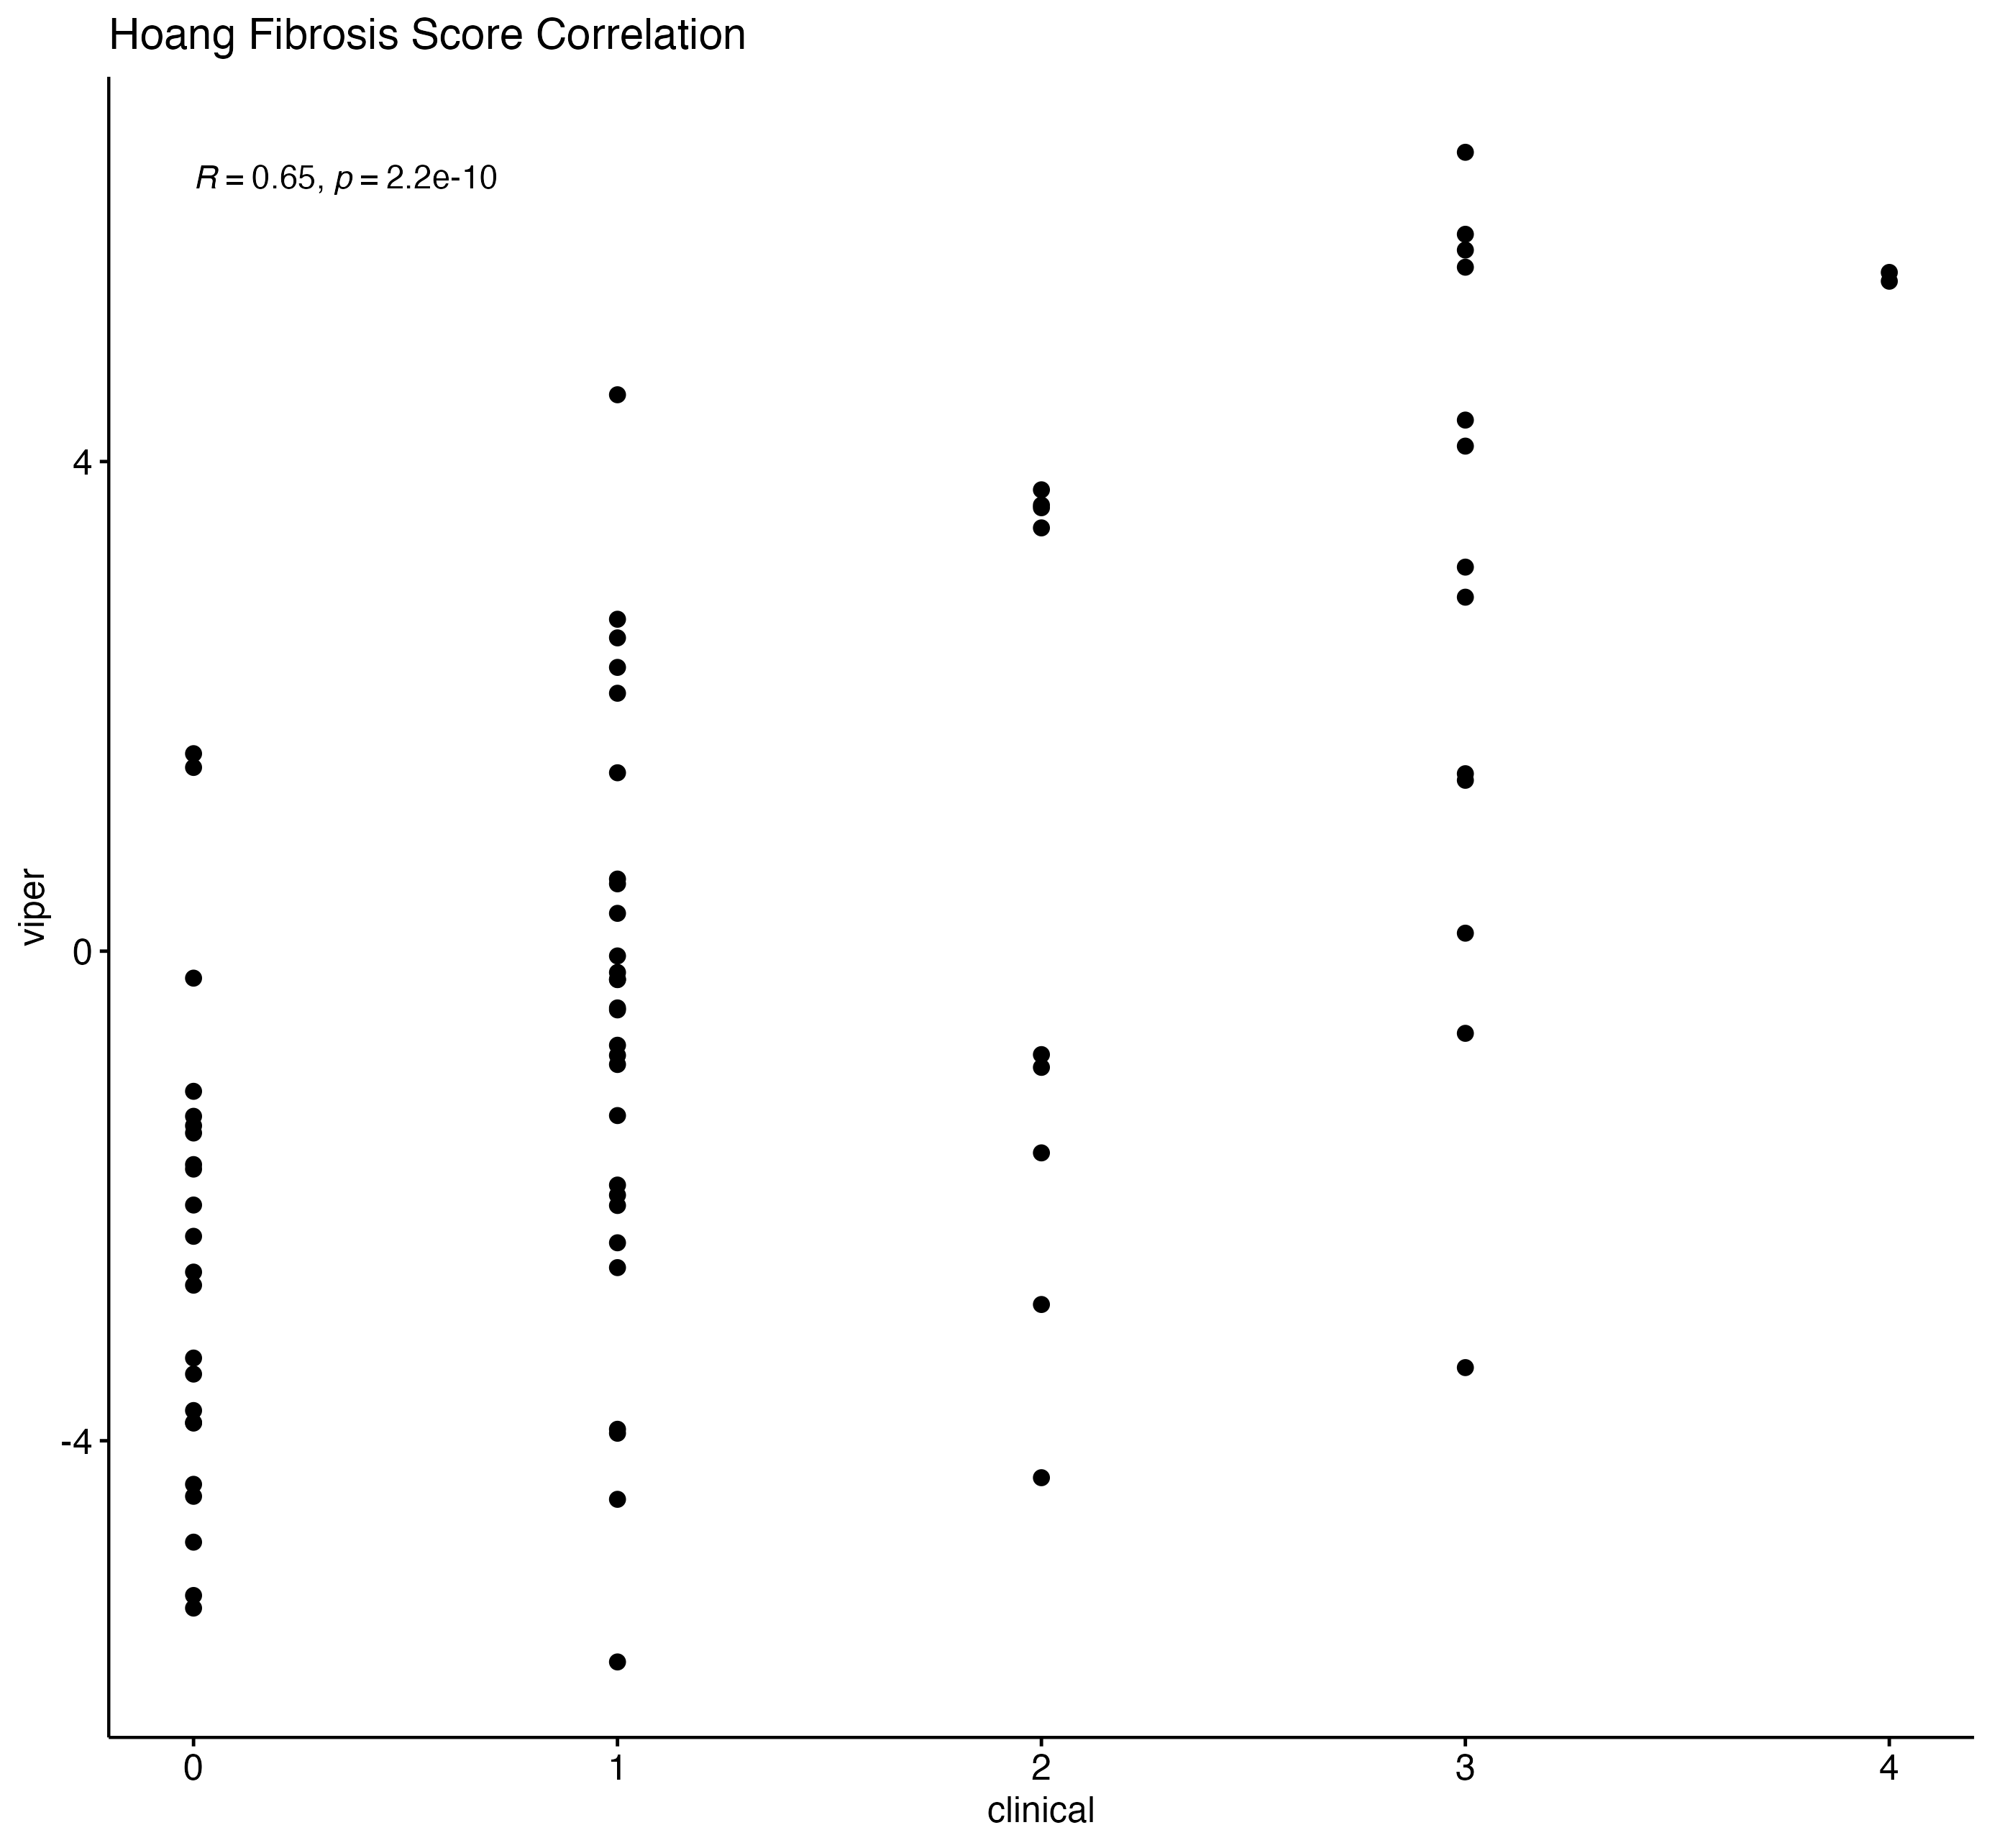 Hoang Fibrosis Score Correlation
R = 0.65, p = 2.2e-10
4
0
-4
viper
0 1 2 3 4
clinical